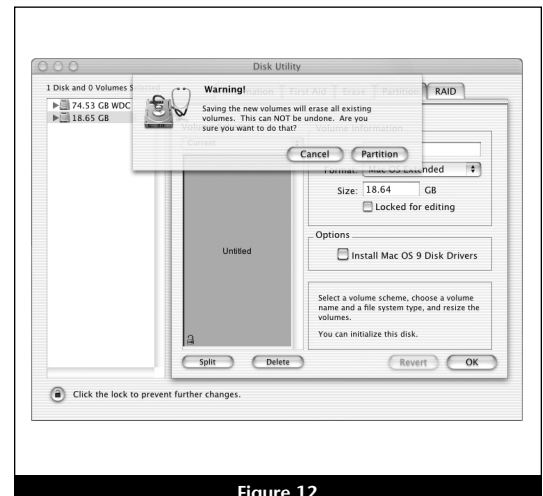 Disk Utility
1 Disk and 0 Volumes
74.53 GB WDC
18.65 GB
Warning!
Saving the new volumes will erase all existing
volumes. This can NOT be undone. Are you
sure you want to do that?
Cancel
Partition
Information
First Aid
Erase
Partition
RAID
Volume Information
Current
Format: Mac OS Extended
Size: 18.64 GB
Locked for editing
Untitled
Options
Install Mac OS 9 Disk Drivers
Select a volume scheme, choose a volume
name and a file system type, and resize the
volumes.
You can initialize this disk.
Split
Delete
Revert
OK
Click the lock to prevent further changes.
Figure 12